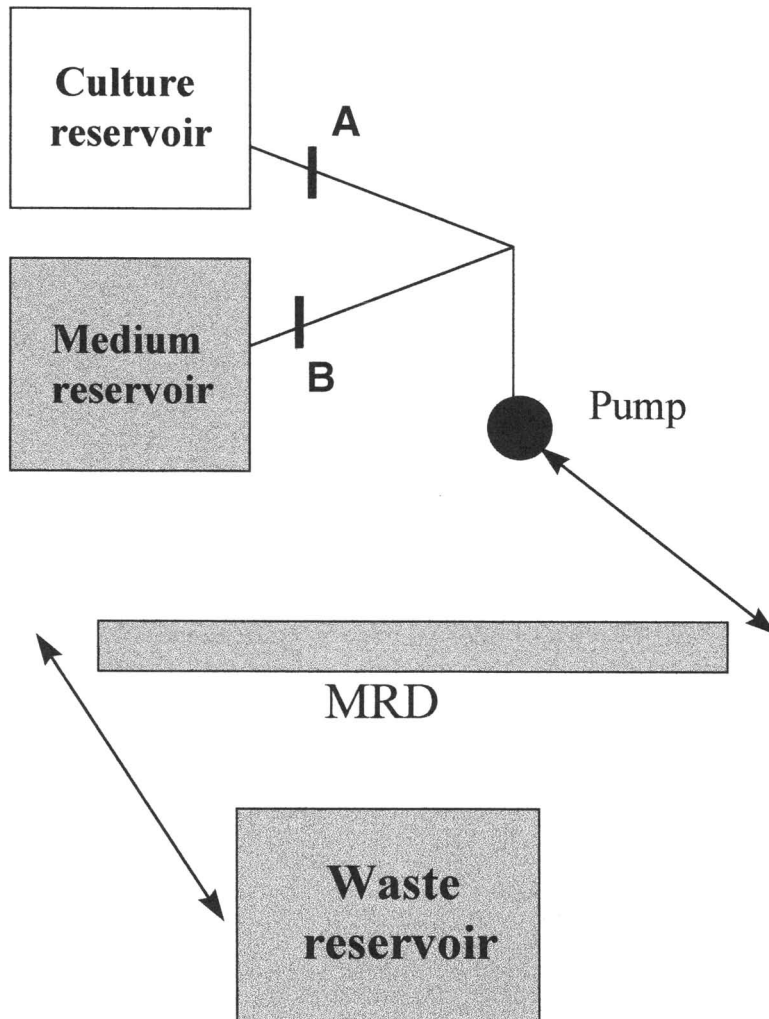 Culture
reservoir
A
Medium
reservoir
B
Pump
MRD
Waste
reservoir